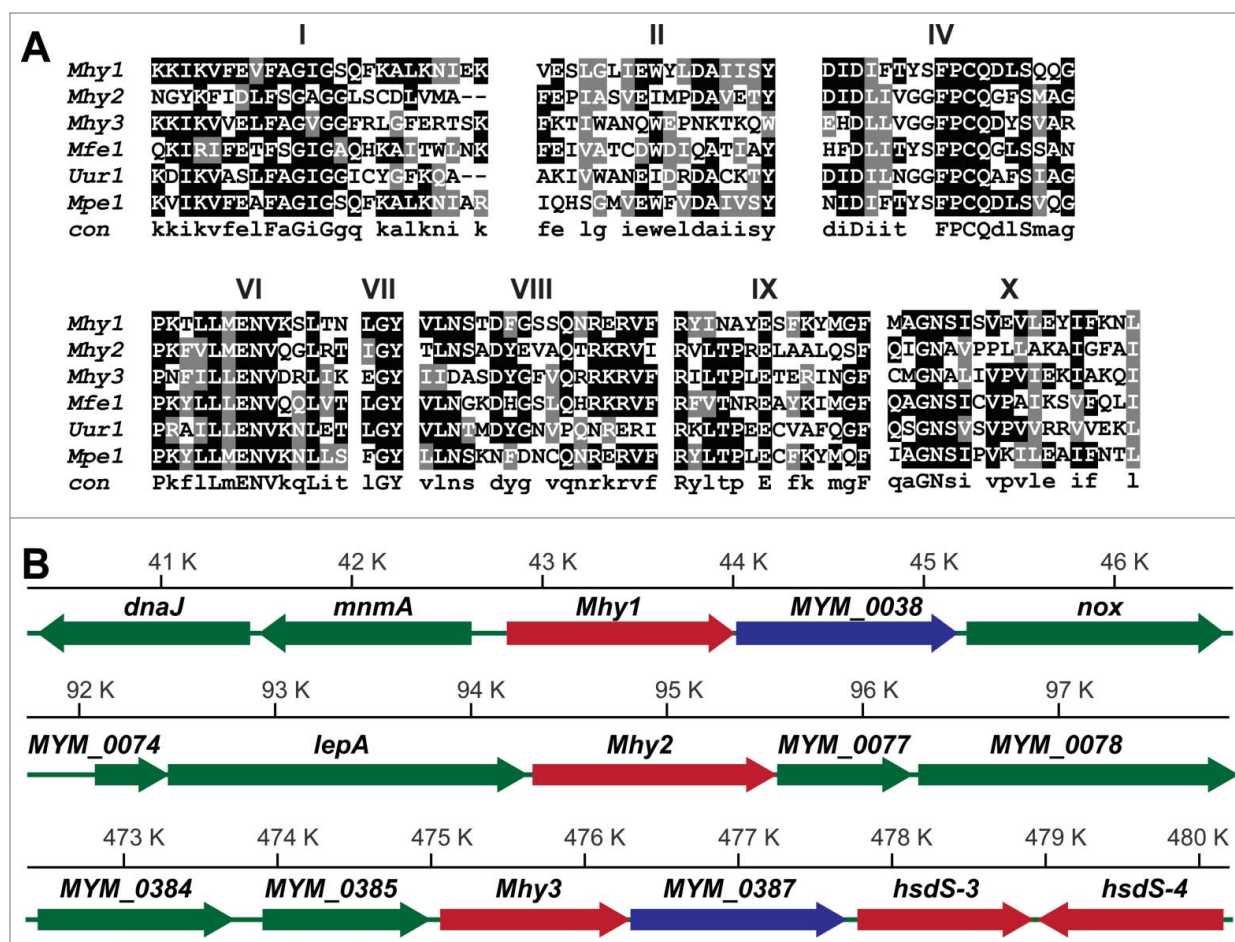 A
I II IV
Mhy1 KKIKVFEVFAGIGSQFKALKNIEK VESLGLIEWYLDAIISY DIDIFTYSFPCQDLSQQG
Mhy2 NGYKFIDLFSGAGGLSCDLVMA-- FEPIASVEIMPDAVETY DIDLIVGGFPCQGFSMAG
Mhy3 KKIKVVELFAGVGGFRLGFERTSK FKTIWANQWEPNKTKQW EHDLLVGGFPCQDYSVAR
Mfe1 QKIRIFETFSGIGAQHKAITWLNK FEIVATCDWDIQATIAY HFDLITYSFPCQGLSSAN
Uur1 KDIKVASLFAGIGGICYGFKQA-- AKIVWANEIDRDACKTY DIDILNGGFPCQAFSIAG
Mpe1 KVIKVFEAFAGIGSQFKALKNIAR IQHSGMVEWFVDAIVSY NIDIFTYSFPCQDLSVQG
con kkikvfelFaGiGgq kalkni k fe lg ieweldaiisy diDiit FPCQdlSmag
VI VII VIII IX X
Mhy1 PKTLLMENVKSLTN LGY VLNSTDFGSSQNRERVF RYINAYESFKYMGF MAGNSISVEVLEYIFKNL
Mhy2 PKFVLMENVQGLRT IGY TLNSADYEVAQTRKRVI RVLTPRELAALQSF QIGNAVPPLLAKAIGFAI
Mhy3 PNFILLENVDRLIK EGY IIDASDYGFVQRRKRVF RILTPLETERINGF CMGNALIVPVIEKIAKQI
Mfe1 PKYLLLENVQQLVT LGY VLNGKDHGSLQHRKRVF RFVTNREAYKIMGF QAGNSICVPAIKSVFQLI
Uur1 PRAILLENVKNLET LGY VLNTMDYGNVPQNRERI RKLTPEECVAFQGF QSGNSVSVPVVRRVVEKL
Mpe1 PKYLLMENVKNLLS FGY LLNSKNFDNCQNRERVF RYLTPLECFKYMQF IAGNSIPVKILEAIFNTL
con PkflLmENVkqLit lGY vlns dyg vqnrkrvf Ryltp E fk mgF qaGNsi vpvle if l
B
41 K 42 K 43 K 44 K 45 K 46 K
dnaJ mnmA Mhy1 MYM_0038 nox
92 K 93 K 94 K 95 K 96 K 97 K
MYM_0074 lepA Mhy2 MYM_0077 MYM_0078
473 K 474 K 475 K 476 K 477 K 478 K 479 K 480 K
MYM_0384 MYM_0385 Mhy3 MYM_0387 hsdS-3 hsdS-4